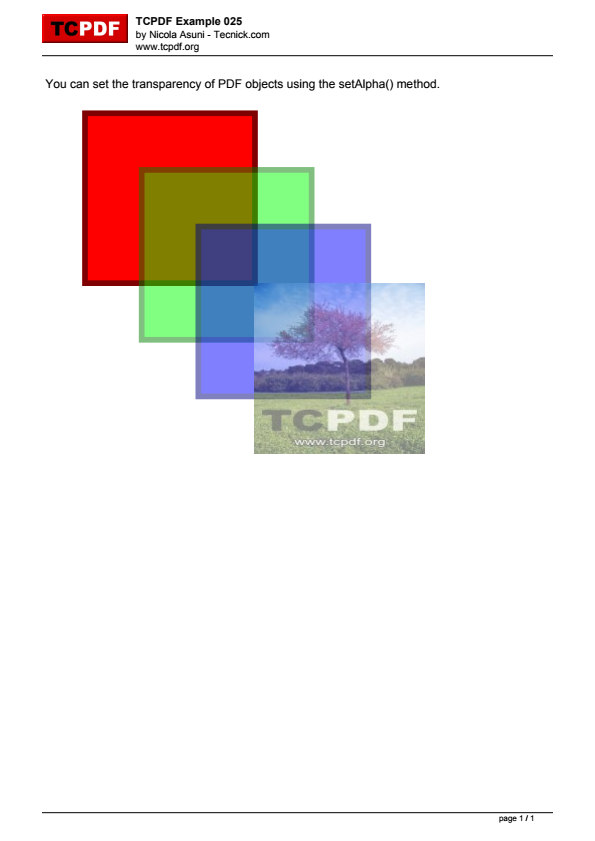 TCPDF
TCPDF Example 025
by Nicola Asuni - Tecnick.com
www.tcpdf.org
You can set the transparency of PDF objects using the setAlpha() method.
TCPDF
www.tcpdf.org
page 1 / 1